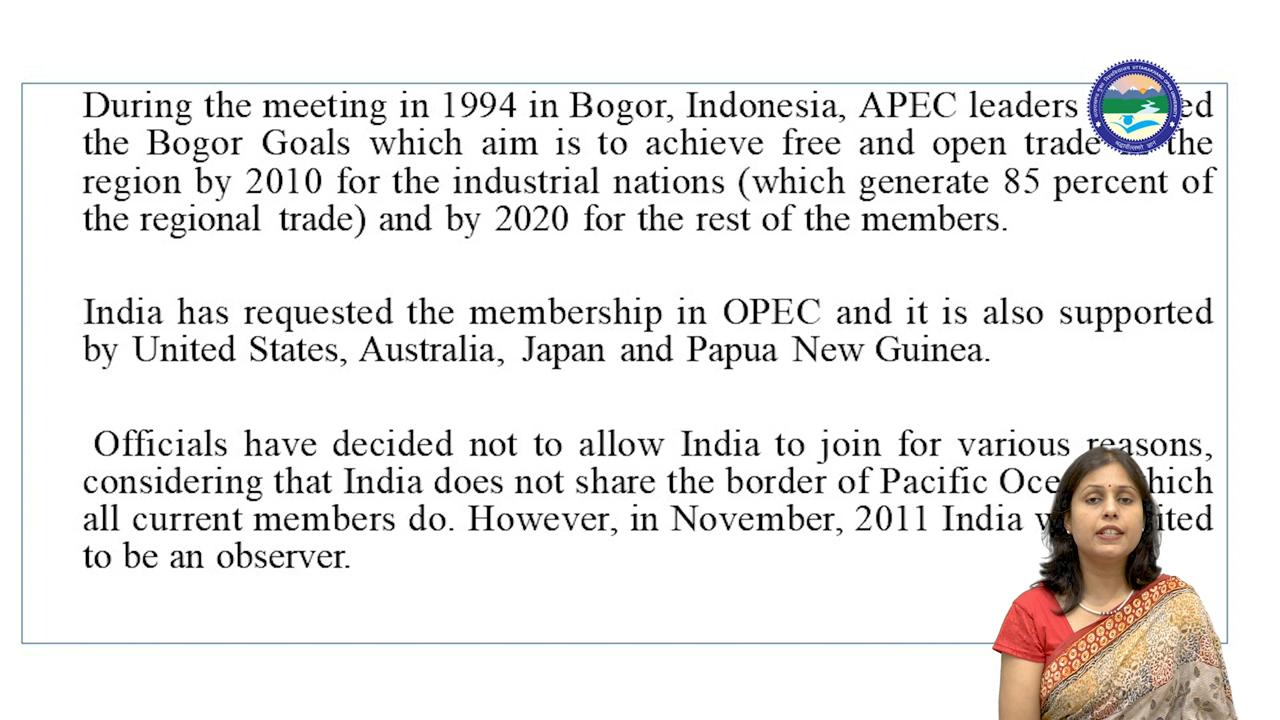 During the meeting in 1994 in Bogor, Indonesia, APEC leaders
the Bogor Goals which aim is to achieve free and open trade the
region by 2010 for the industrial nations (which generate 85 percent of
the regional trade) and by 2020 for the rest of the members.
India has requested the membership in OPEC and it is also supported
by United States, Australia, Japan and Papua New Guinea.
Officials have decided not to allow India to join for various reasons,
considering that India does not share the border of Pacific
all current members do. However, in November, 2011 India
to be an observer.